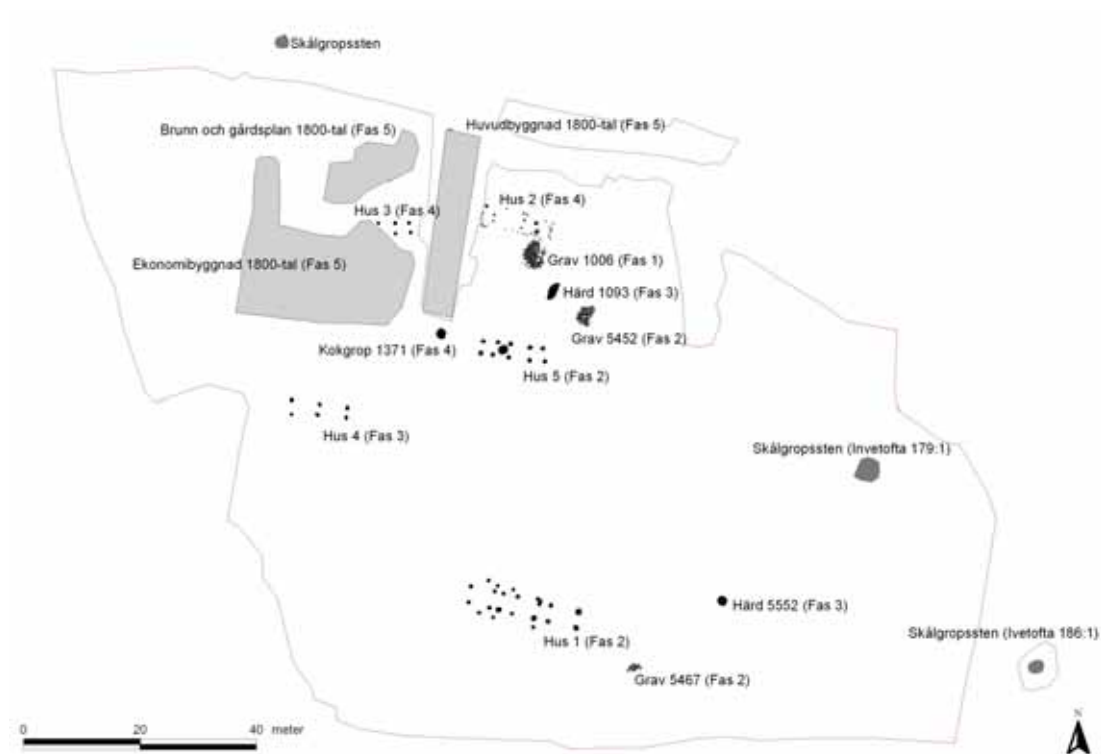 Skålgropssten
Brunn och gårdsplan 1800-tal (Fas 5)
Huvudbyggnad 1800-tal (Fas 5)
Hus 3 (Fas 4)
Hus 2 (Fas 4)
Ekonomibyggnad 1800-tal (Fas 5)
Grav 1006 (Fas 1)
Härd 1093 (Fas 3)
Grav 5452 (Fas 2)
Kokgrop 1371 (Fas 4)
Hus 5 (Fas 2)
Hus 4 (Fas 3)
Skålgropssten (Invetofta 179:1)
Härd 5552 (Fas 3)
Hus 1 (Fas 2)
Skålgropssten (Ivetofta 186:1)
Grav 5467 (Fas 2)
0 20 40 meter
N